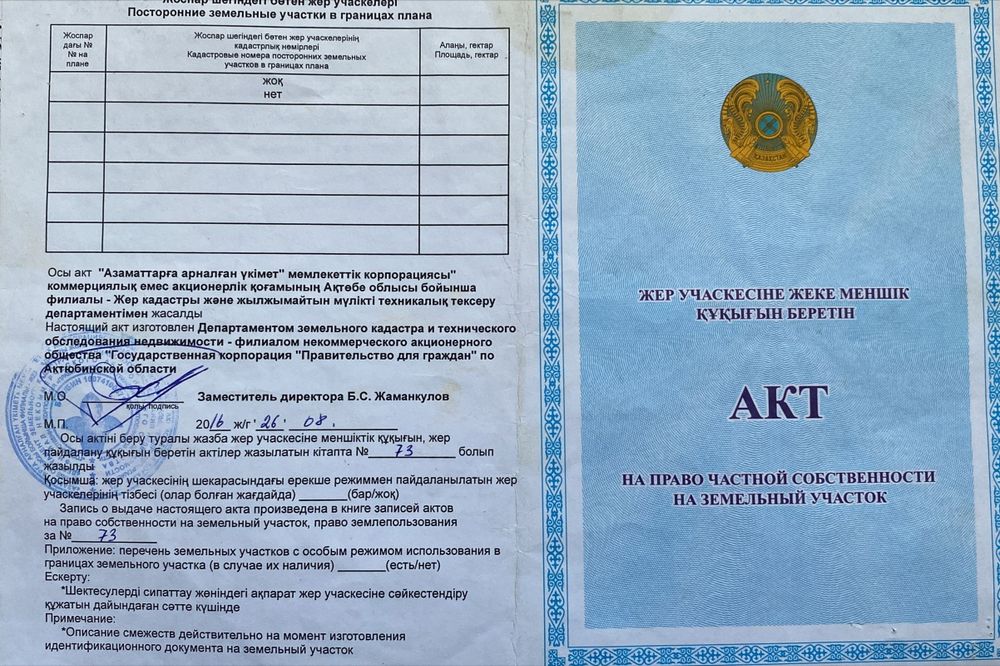 Жоспар шегіндегі бөтен жер учаскелері
Посторонние земельные участки в границах плана
Жоспар
дағы №
№ на
плане
Жоспар шегіндегі бөтен жер учаскелерінің
кадастрлық нөмірлері
Кадастровые номера посторонних земельных
участков в границах плана
Алаңы, гектар
Площадь, гектар
жоқ
нет
Осы акт "Азаматтарға арналған үкімет" мемлекеттік корпорациясы"
коммерциялық емес акционерлік қоғамының Ақтөбе облысы бойынша
филиалы - Жер кадастры және жылжымайтын мүлікті техникалық тексеру
департаментімен жасалды
Настоящий акт изготовлен Департаментом земельного кадастра и технического
обследования недвижимости - филиалом некоммерческого акционерного
общества "Государственная корпорация "Правительство для граждан" по
Актюбинской области
М.О.
қолы, подпись
Заместитель директора Б.С. Жаманкулов
М.П.
2016 ж/г 26 08.
Осы актіні беру туралы жазба жер учаскесіне меншіктік құқығын, жер
пайдалану құқығын беретін актілер жазылатын кітапта № 73 болып
жазылды
Қосымша: жер учаскесінің шекарасындағы ерекше режиммен пайдаланылатын жер
учаскелерінің тізбесі (олар болған жағдайда) _______(бар/жоқ)
Запись о выдаче настоящего акта произведена в книге записей актов
на право собственности на земельный участок, право землепользования
за № 73
Приложение: перечень земельных участков с особым режимом использования в
границах земельного участка (в случае их наличия) _______(есть/нет)
Ескерту:
*Шектесулерді сипаттау жөніндегі ақпарат жер учаскесіне сәйкестендіру
құжатын дайындаған сәтте күшінде
Примечание:
*Описание смежеств действительно на момент изготовления
идентификационного документа на земельный участок
ҚАЗАҚСТАН
ЖЕР УЧАСКЕСІНЕ ЖЕКЕ МЕНШІК
ҚҰҚЫҒЫН БЕРЕТІН
АКТ
НА ПРАВО ЧАСТНОЙ СОБСТВЕННОСТИ
НА ЗЕМЕЛЬНЫЙ УЧАСТОК